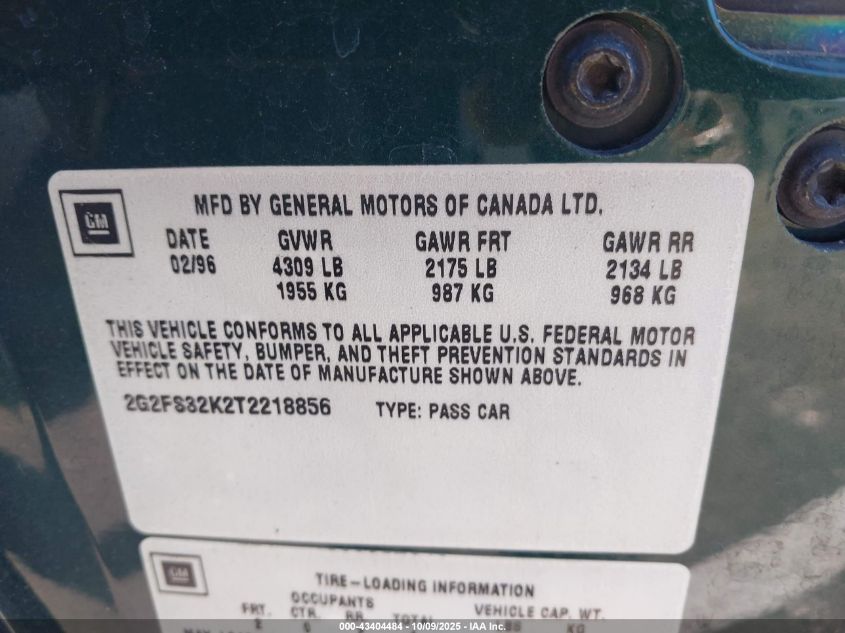 GM
MFD BY GENERAL MOTORS OF CANADA LTD.
DATE GVWR GAWR FRT GAWR RR
02/96 4309 LB 2175 LB 2134 LB
1955 KG 987 KG 968 KG
THIS VEHICLE CONFORMS TO ALL APPLICABLE U.S. FEDERAL MOTOR
VEHICLE SAFETY, BUMPER, AND THEFT PREVENTION STANDARDS IN
EFFECT ON THE DATE OF MANUFACTURE SHOWN ABOVE.
2G2FS32K2T2218856 TYPE: PASS CAR
GM
TIRE-LOADING INFORMATION
OCCUPANTS VEHICLE CAP. WT.
FRT. CTR. RR
2 KG
000-43404484 - 10/09/2025 - IAA Inc.